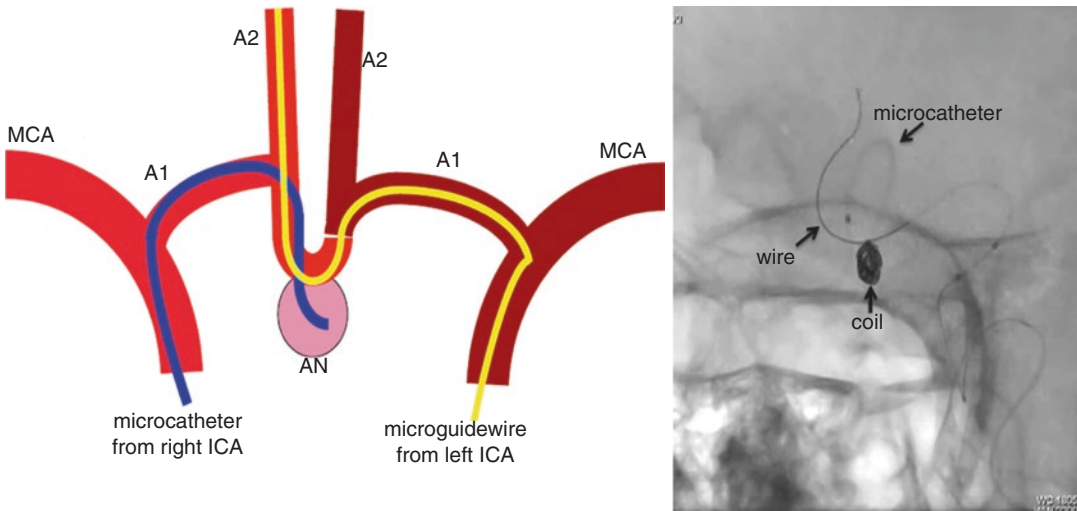 A2
A2
MCA
A1
A1
MCA
AN
microcatheter
from right ICA
microguidewire
from left ICA
microcatheter
wire
coil